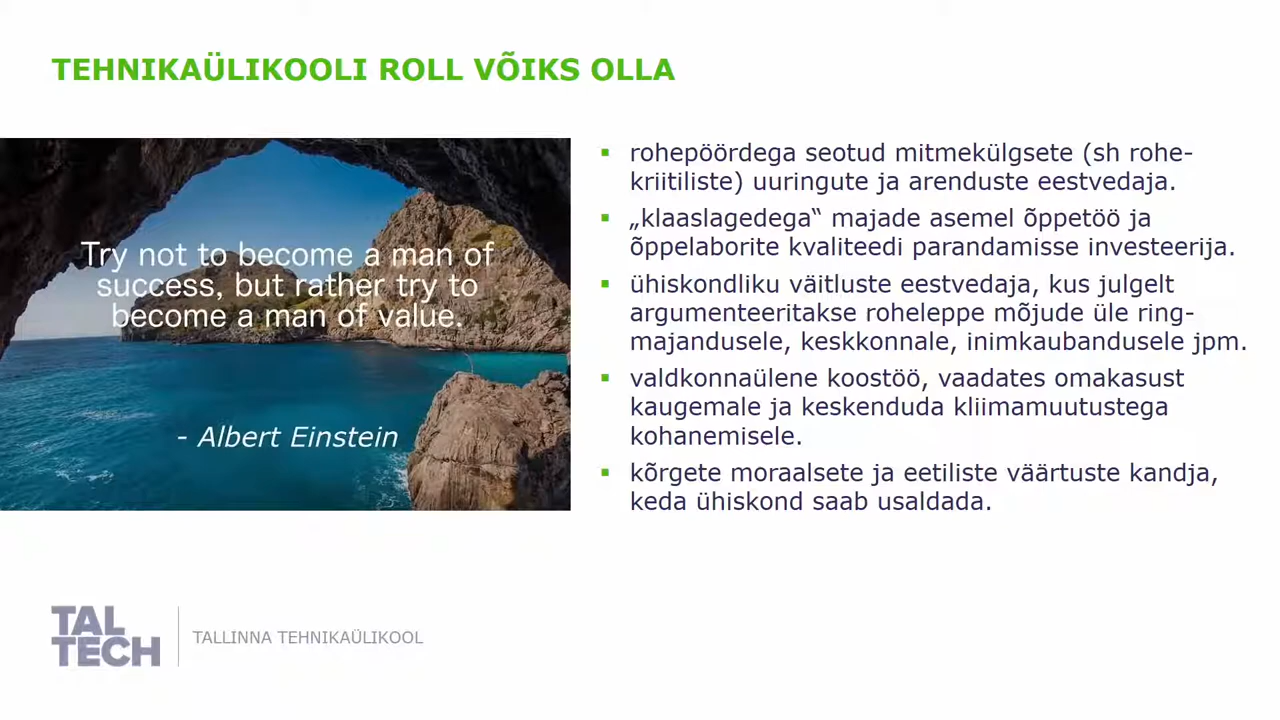 TEHNIKAÜLIKOOLI ROLL VÕIKS OLLA
Try not to become a man of
success, but rather try to
become a man of value.
- Albert Einstein
▪ rohepöördega seotud mitmekülgsete (sh rohe-
kriitiliste) uuringute ja arenduste eestvedaja.
▪ „klaaslagedega“ majade asemel õppetöö ja
õppelaborite kvaliteedi parandamisse investeerija.
▪ ühiskondliku väitluste eestvedaja, kus julgelt
argumenteeritakse roheleppe mõjude üle ring-
majandusele, keskkonnale, inimkaubandusele jpm.
▪ valdkonnaülene koostöö, vaadates omakasust
kaugemale ja keskenduda kliimamuutustega
kohanemisele.
▪ kõrgete moraalsete ja eetiliste väärtuste kandja,
keda ühiskond saab usaldada.
TAL
TECH
TALLINNA TEHNIKAÜLIKOOL